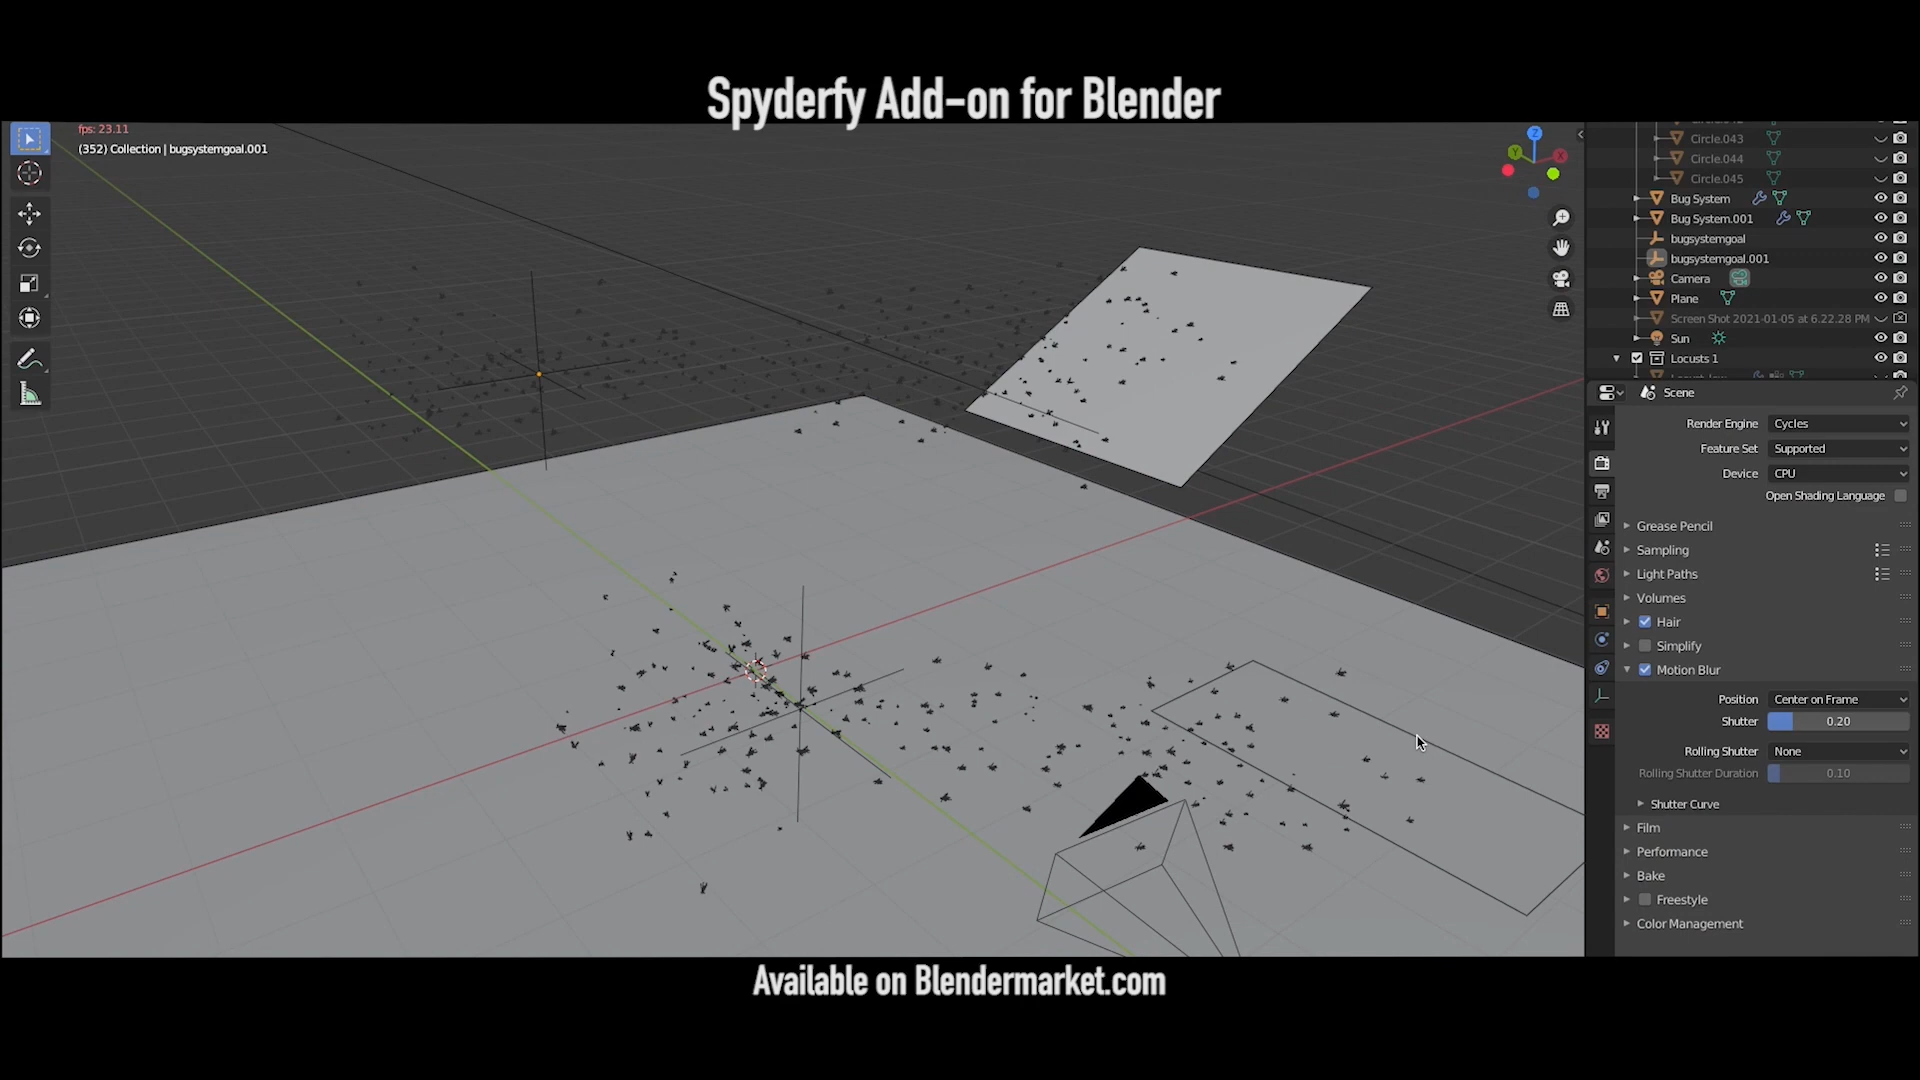 Spyderfy Add-on for Blender
fps: 23.11
(352) Collection | bugsystemgoal.001
Z
Y
X
Circle.043
Circle.044
Circle.045
Bug System
Bug System.001
bugsystemgoal
bugsystemgoal.001
Camera
Plane
Screen Shot 2021-01-05 at 6.22.28 PM
Sun
Locusts 1
Scene
Render Engine Cycles
Feature Set Supported
Device CPU
Open Shading Language
Grease Pencil
Sampling
Light Paths
Volumes
Hair
Simplify
Motion Blur
Position Center on Frame
Shutter 0.20
Rolling Shutter None
Rolling Shutter Duration 0.10
Shutter Curve
Film
Performance
Bake
Freestyle
Color Management
Available on Blendermarket.com